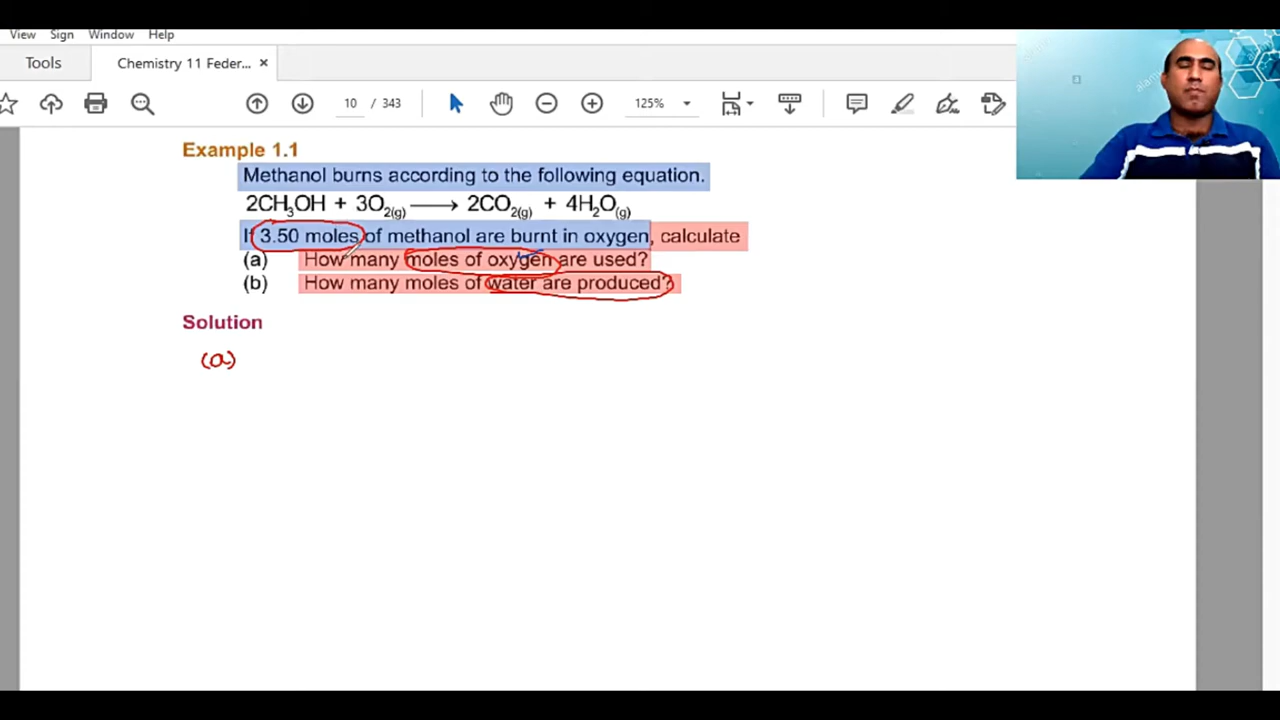 View Sign Window Help
Tools Chemistry 11 Feder... ×
10 / 343 125%
Example 1.1
Methanol burns according to the following equation.
2CH₃OH + 3O₂(g) ⟶ 2CO₂(g) + 4H₂O(g)
If 3.50 moles of methanol are burnt in oxygen, calculate
(a) How many moles of oxygen are used?
(b) How many moles of water are produced?
Solution
(a)